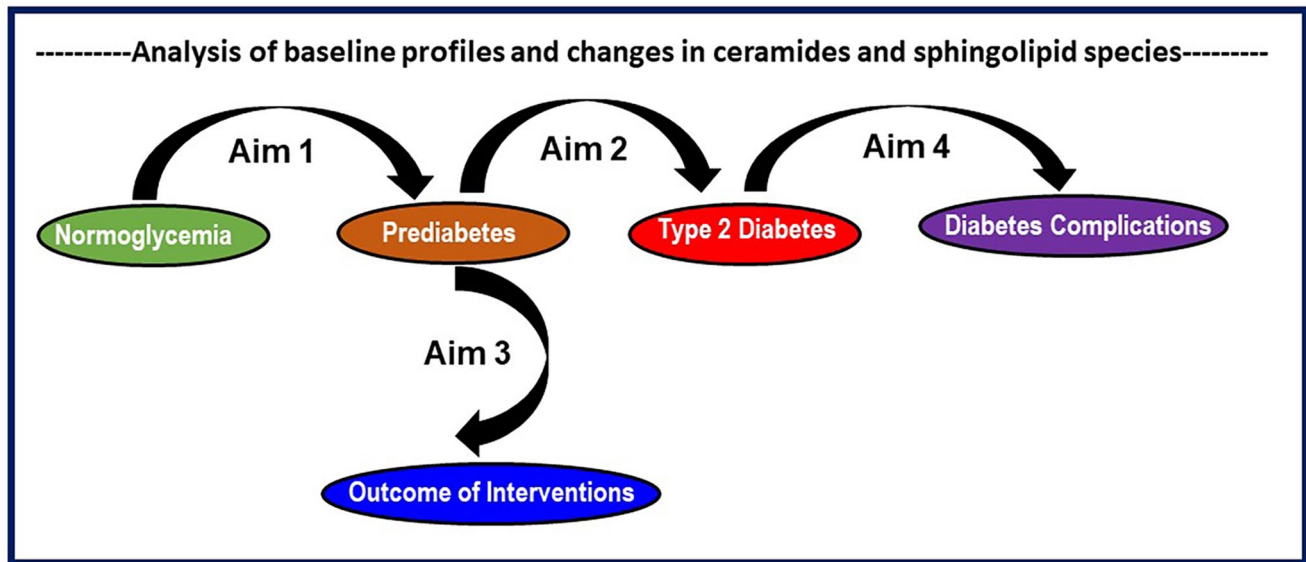 ----------Analysis of baseline profiles and changes in ceramides and sphingolipid species---------
Aim 1
Aim 2
Aim 4
Normoglycemia
Prediabetes
Type 2 Diabetes
Diabetes Complications
Aim 3
Outcome of Interventions